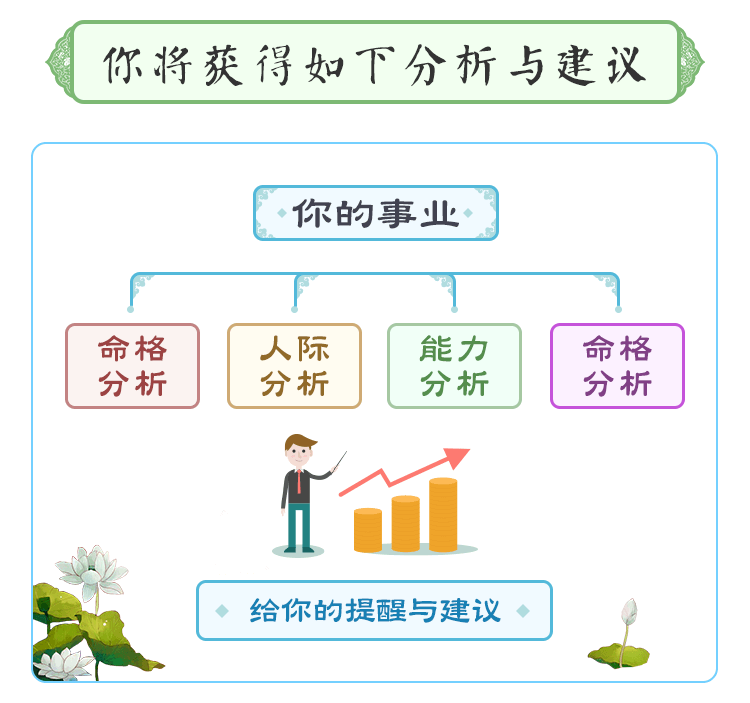 你将获得如下分析与建议
你的事业
命格
分析
人际
分析
能力
分析
命格
分析
给你的提醒与建议